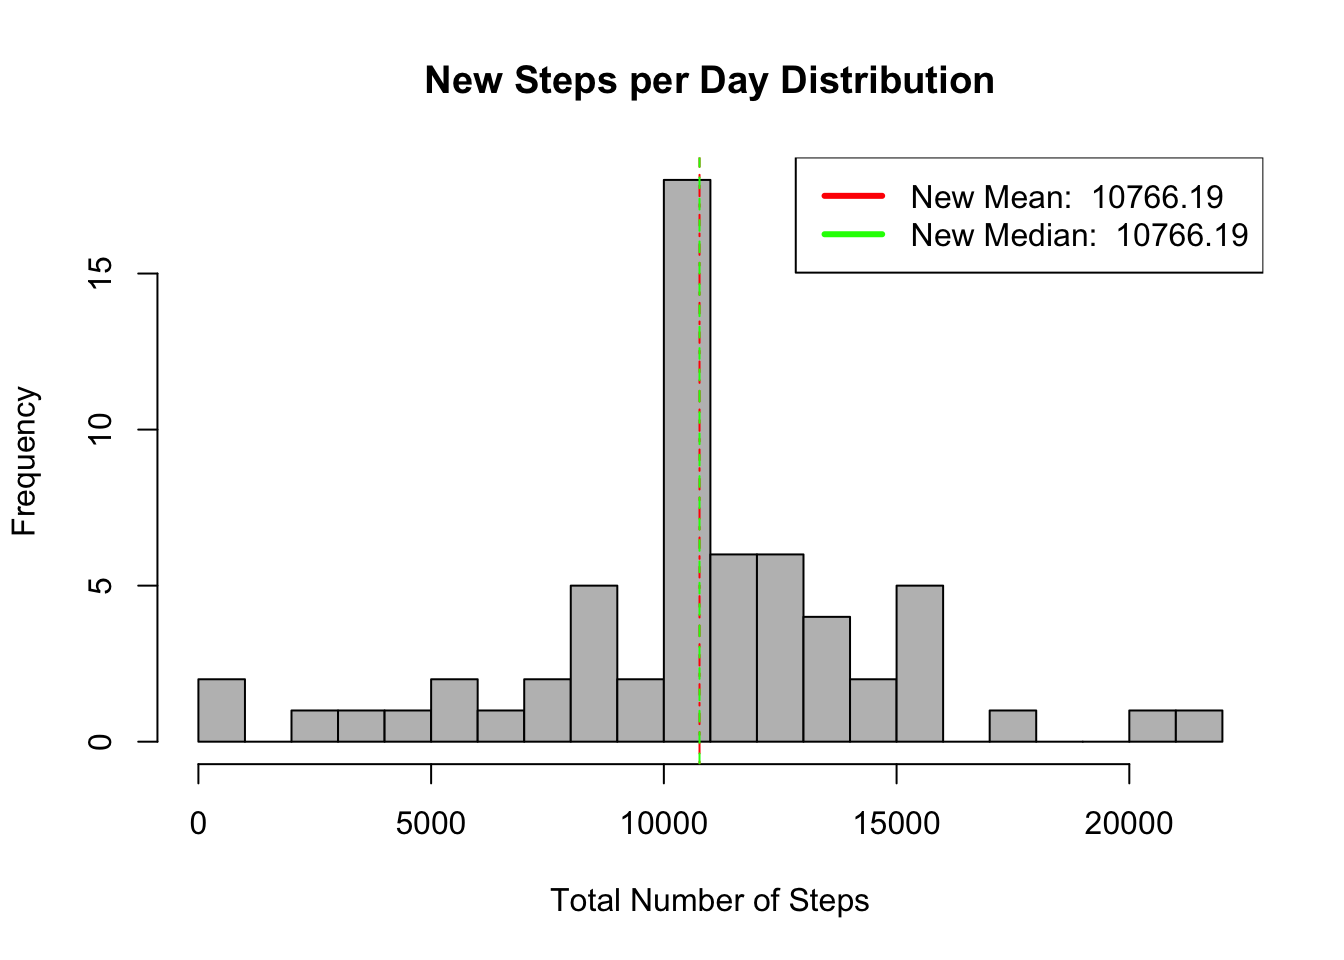 New Steps per Day Distribution
New Mean:  10766.19
New Median:  10766.19
15
10
5
0
Frequency
0 5000 10000 15000 20000
Total Number of Steps